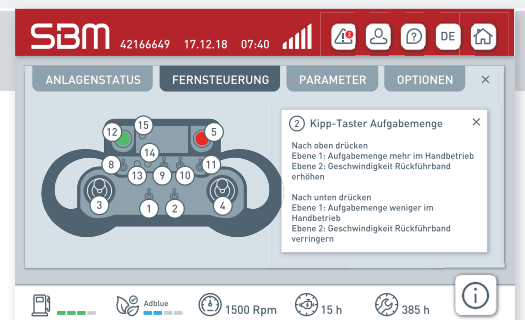 SBM 42166649 17.12.18 07:40 2 ? DE
ANLAGENSTATUS FERNSTEUERUNG PARAMETER OPTIONEN ×
12 15 5
14
8 13 9 10 11
3 1 2 4
2 Kipp-Taster Aufgabemenge ×
Nach oben drücken
Ebene 1: Aufgabemenge mehr im Handbetrieb
Ebene 2: Geschwindigkeit Rückführband
erhöhen
Nach unten drücken
Ebene 1: Aufgabemenge weniger im
Handbetrieb
Ebene 2: Geschwindigkeit Rückführband
verringern
Adblue 1500 Rpm 15 h 385 h i